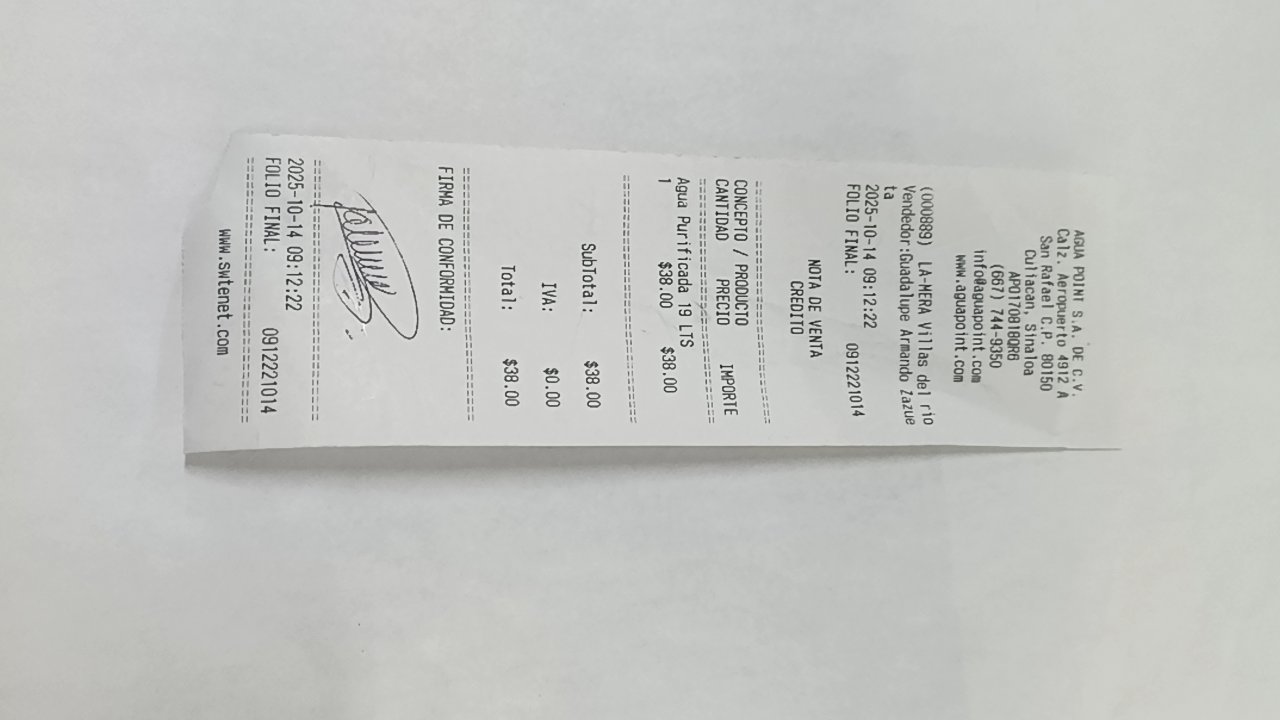 AGUA POINT S.A. DE C.V.
Calz. Aeropuerto 4912 A
San Rafael C.P. 80150
Culiacan, Sinaloa
APO170918QR6
(667) 744-9350
info@aguapoint.com
www.aguapoint.com
(000889) LA-MERA Villas del rio
Vendedor:Guadalupe Armando Zazue
ta
2025-10-14 09:12:22
FOLIO FINAL: 0912221014
NOTA DE VENTA
CREDITO
================================
CONCEPTO / PRODUCTO
CANTIDAD PRECIO IMPORTE
================================
Agua Purificada 19 LTS
1 $38.00 $38.00
================================
SubTotal: $38.00
IVA: $0.00
Total: $38.00
================================
FIRMA DE CONFORMIDAD:
================================
2025-10-14 09:12:22
FOLIO FINAL: 0912221014
================================
www.swtenet.com